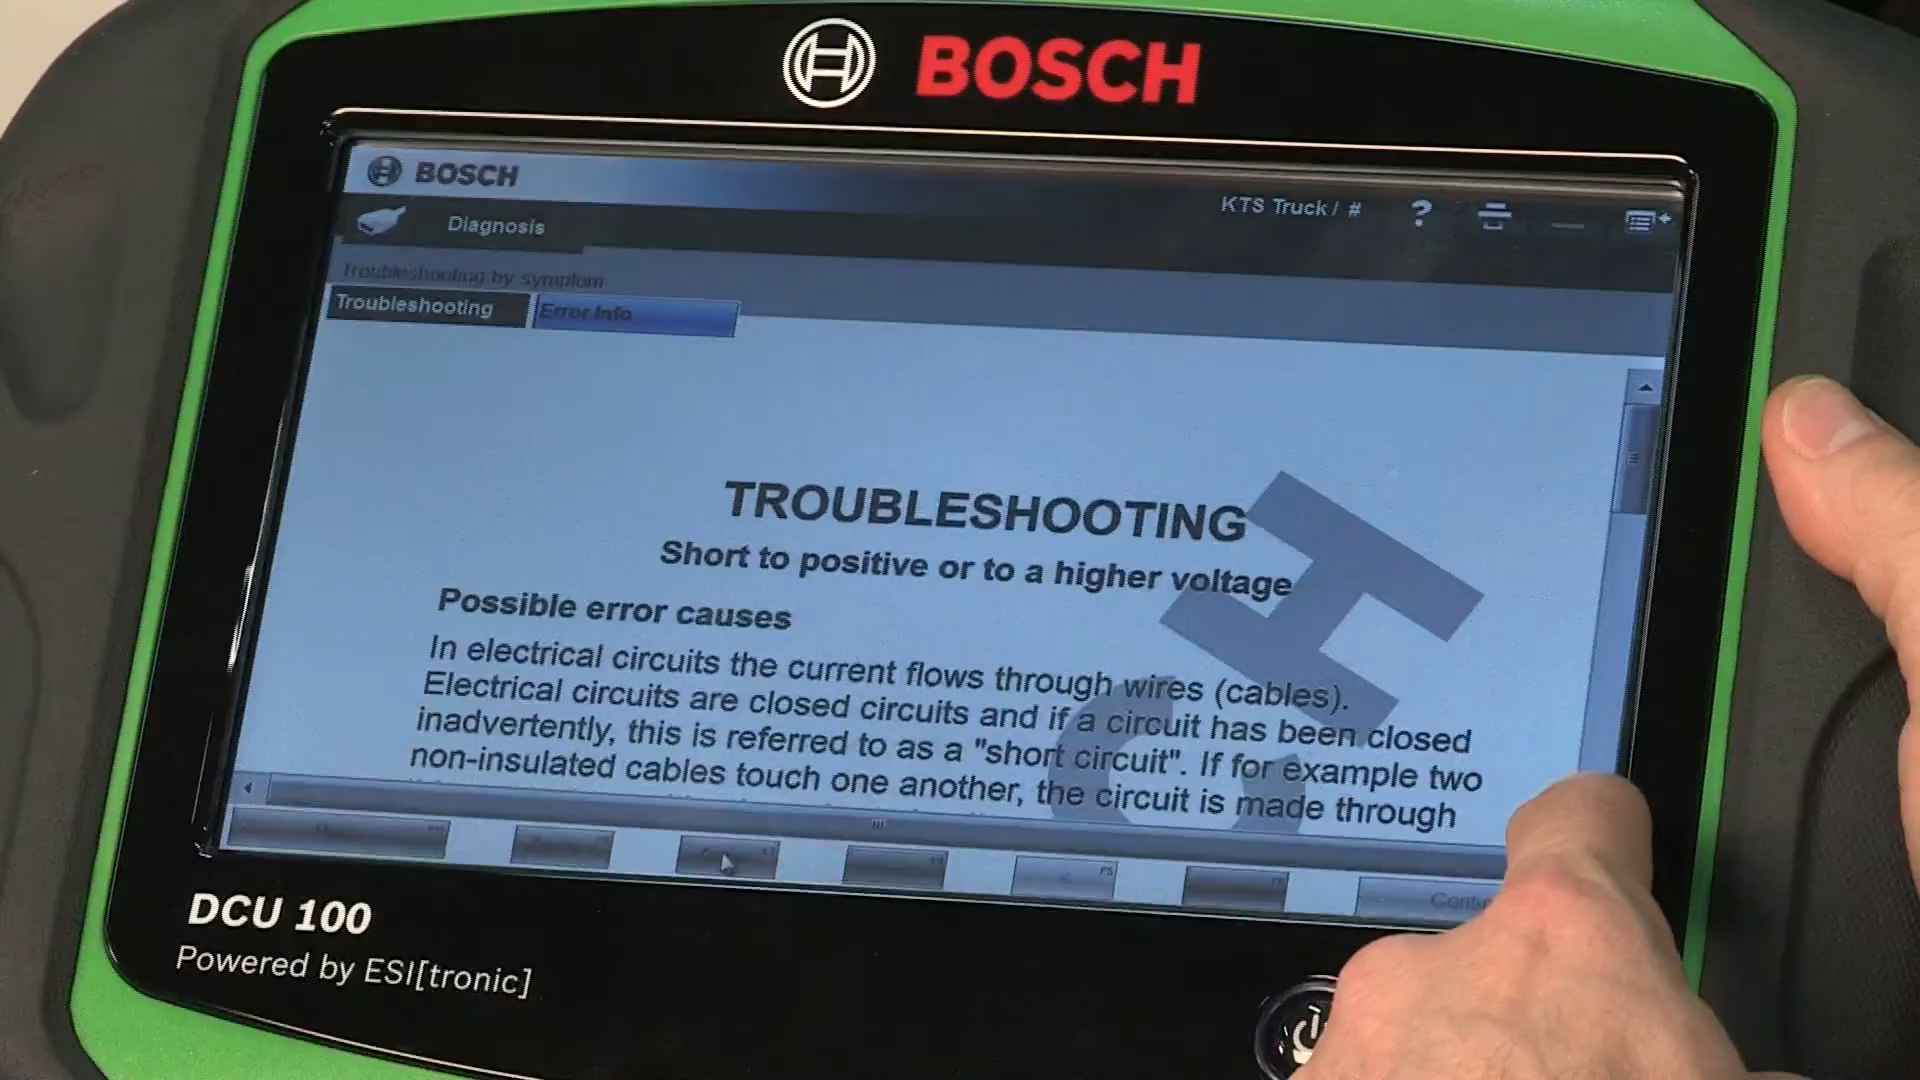 BOSCH
BOSCH
KTS Truck / # ?
Diagnosis
Troubleshooting by symptom
Troubleshooting Error Info
TROUBLESHOOTING
Short to positive or to a higher voltage
Possible error causes
In electrical circuits the current flows through wires (cables).
Electrical circuits are closed circuits and if a circuit has been closed
inadvertently, this is referred to as a "short circuit". If for example two
non-insulated cables touch one another, the circuit is made through
DCU 100
Powered by ESI[tronic]